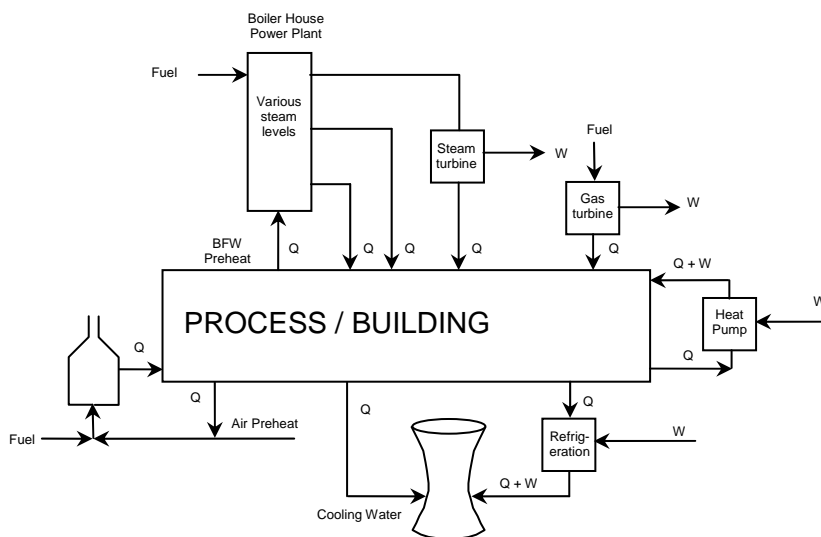 Boiler House
Power Plant
Fuel
Various
steam
levels
Steam
turbine
W
Fuel
Gas
turbine
W
BFW
Preheat
Q
Q
Q
Q
Q
Q + W
PROCESS / BUILDING
Heat
Pump
W
Q
Q
Q
Q
Q
Fuel
Air Preheat
Refrig-
eration
W
Q + W
Cooling Water